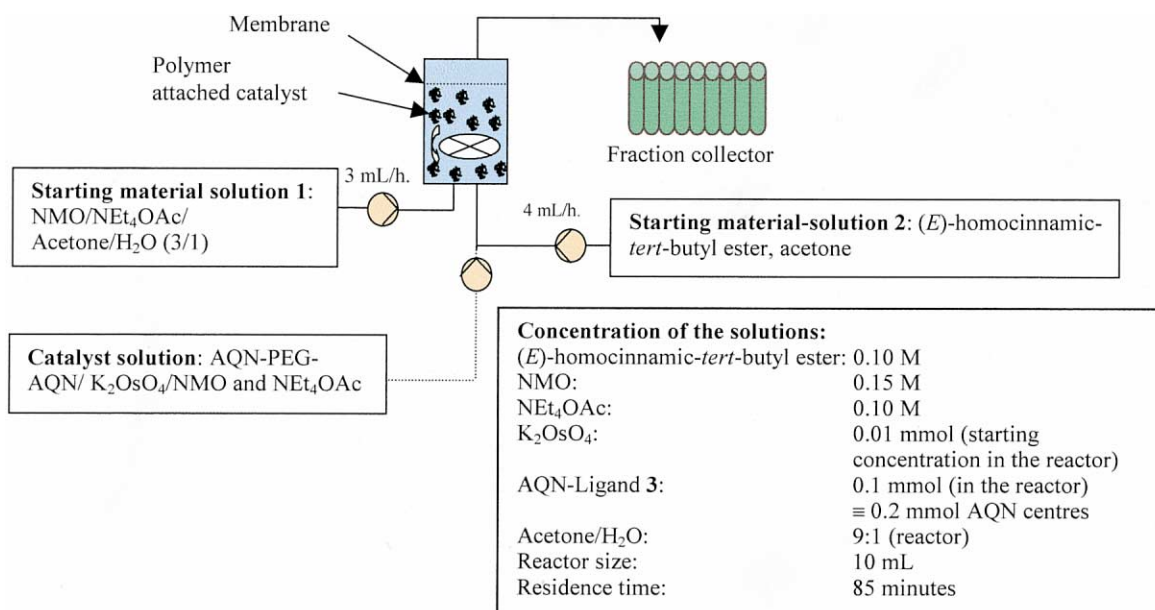 Membrane
Polymer
attached catalyst
Fraction collector
3 mL/h.
Starting material solution 1:
NMO/NEt₄OAc/
Acetone/H₂O (3/1)
4 mL/h.
Starting material-solution 2: (E)-homocinnamic-
tert-butyl ester, acetone
Catalyst solution: AQN-PEG-
AQN/ K₂OsO₄/NMO and NEt₄OAc
Concentration of the solutions:
(E)-homocinnamic-tert-butyl ester: 0.10 M
NMO: 0.15 M
NEt₄OAc: 0.10 M
K₂OsO₄: 0.01 mmol (starting
concentration in the reactor)
AQN-Ligand 3: 0.1 mmol (in the reactor)
≡ 0.2 mmol AQN centres
Acetone/H₂O: 9:1 (reactor)
Reactor size: 10 mL
Residence time: 85 minutes